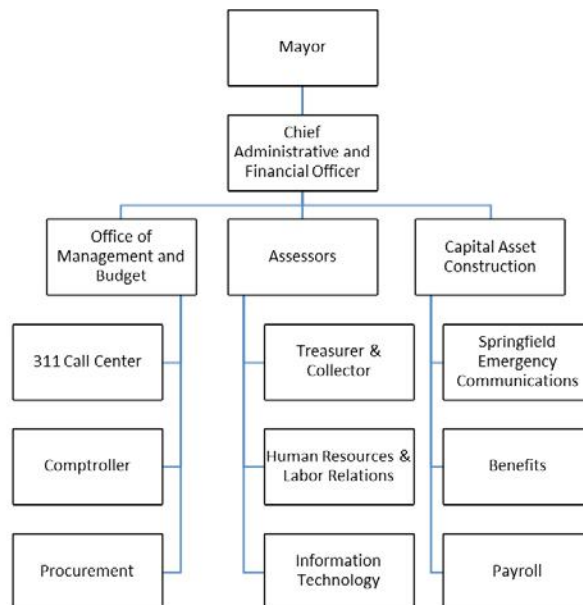 Mayor
Chief
Administrative and
Financial Officer
Office of
Management and
Budget
Assessors
Capital Asset
Construction
311 Call Center
Treasurer &
Collector
Springfield
Emergency
Communications
Comptroller
Human Resources &
Labor Relations
Benefits
Procurement
Information
Technology
Payroll